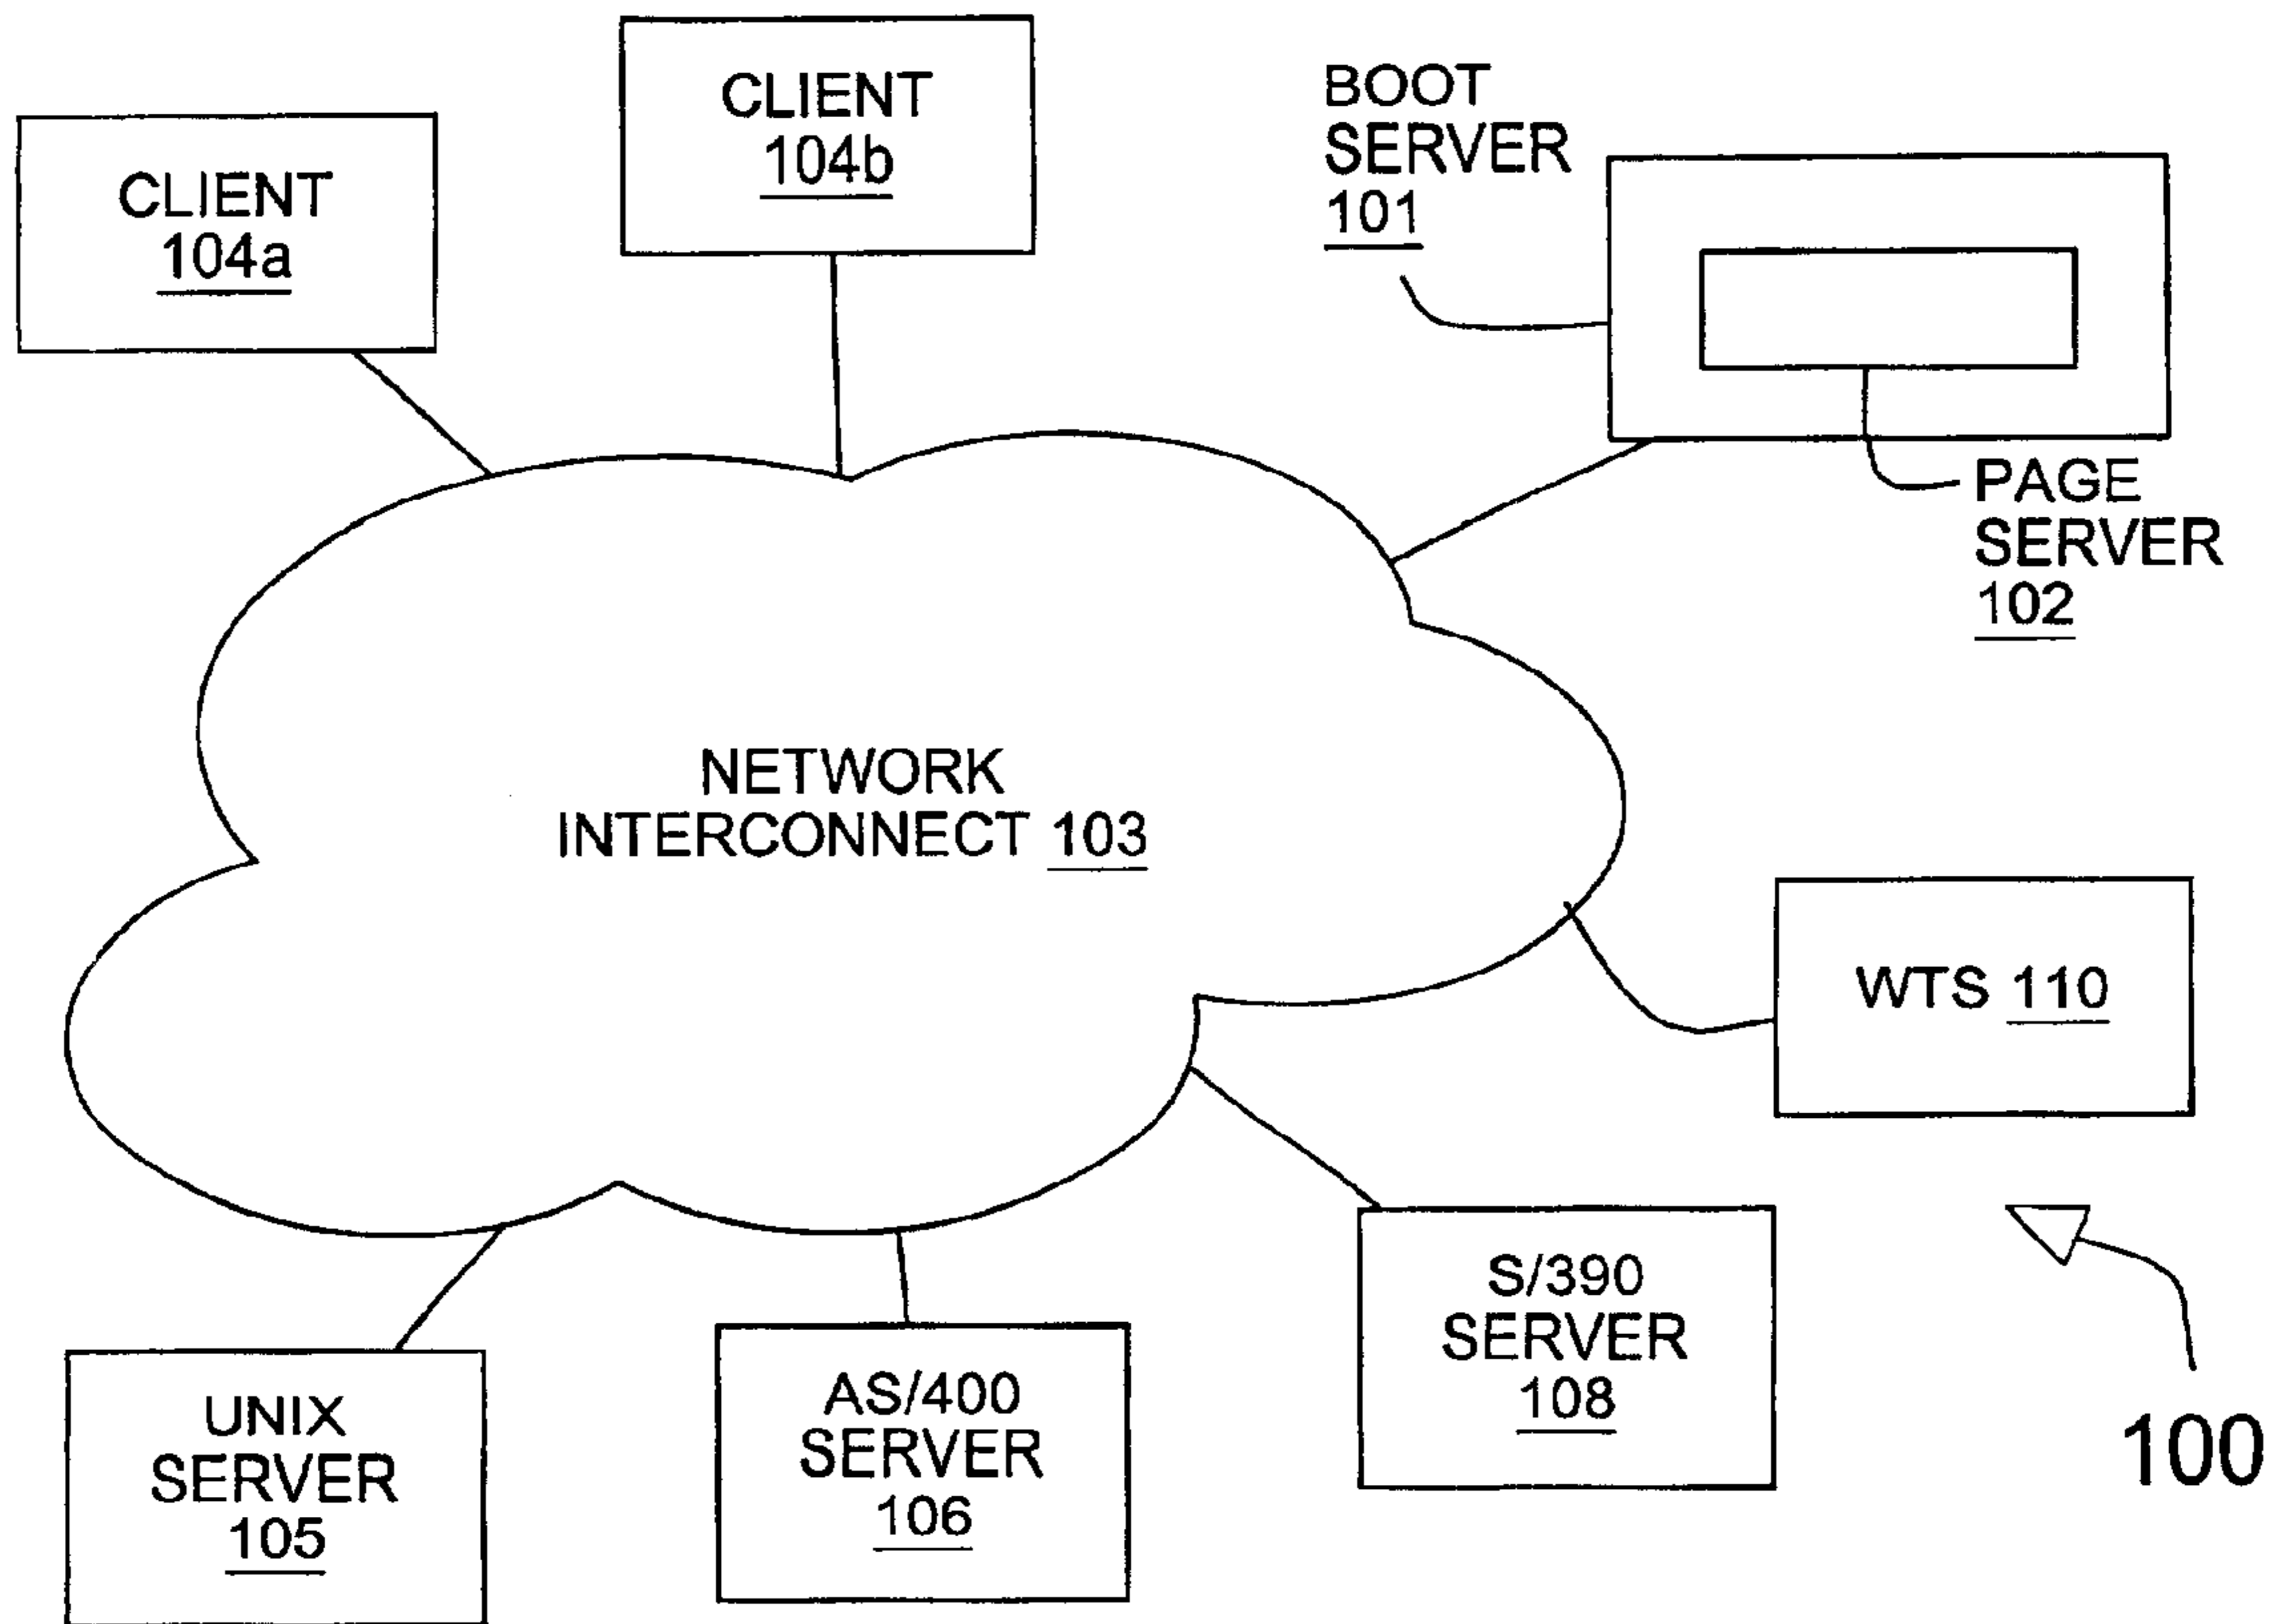 CLIENT
104a
CLIENT
104b
BOOT
SERVER
101
PAGE
SERVER
102
NETWORK
INTERCONNECT 103
WTS 110
S/390
SERVER
108
AS/400
SERVER
106
UNIX
SERVER
105
100